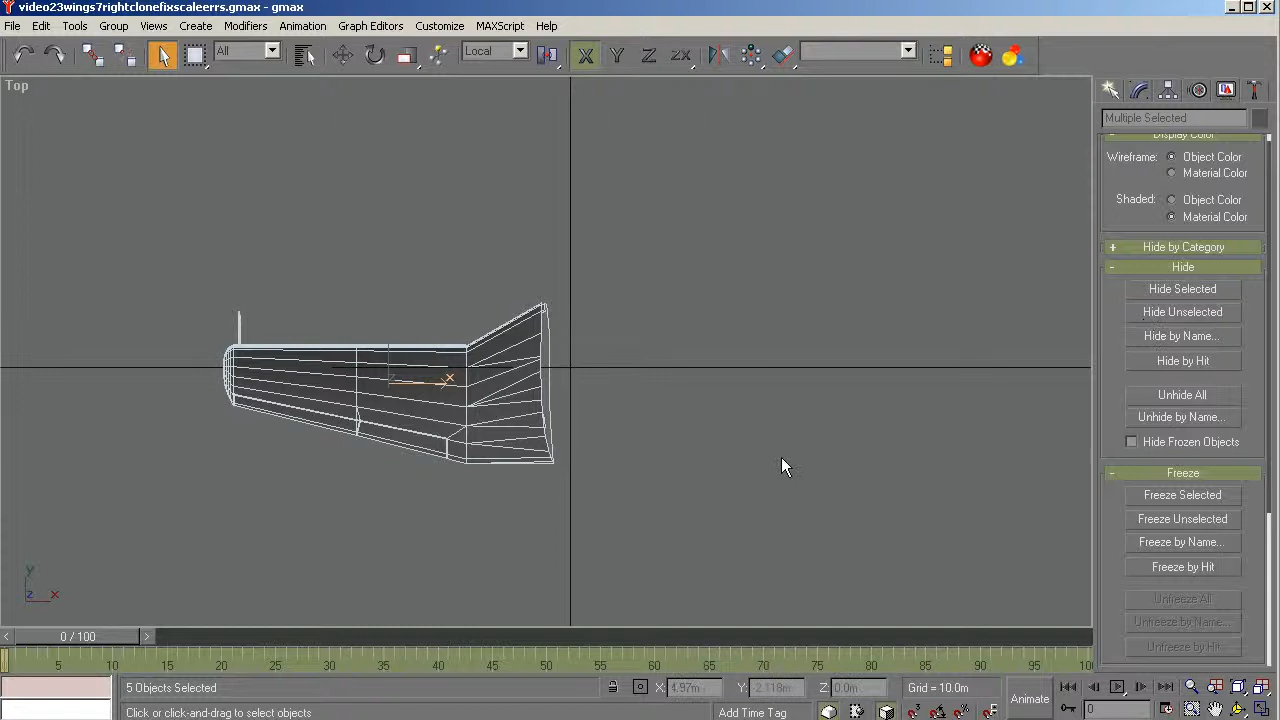 video23wings7rightclonefixscaleerrs.gmax - gmax
File Edit Tools Group Views Create Modifiers Animation Graph Editors Customize MAXScript Help
All
Local
X Y Z ZX
Top
Multiple Selected
Display Color
Wireframe: Object Color
Material Color
Shaded: Object Color
Material Color
+ Hide by Category
- Hide
Hide Selected
Hide Unselected
Hide by Name...
Hide by Hit
Unhide All
Unhide by Name...
Hide Frozen Objects
- Freeze
Freeze Selected
Freeze Unselected
Freeze by Name...
Freeze by Hit
Unfreeze All
Unfreeze by Name...
Unfreeze by Hit
z x
y
z x
< 0 / 100 >
5 10 15 20 25 30 35 40 45 50 55 60 65 70 75 80 85 90 95
5 Objects Selected X: 4.97m Y: -2.118m Z: 0.0m Grid = 10.0m
Animate
Click or click-and-drag to select objects Add Time Tag
0